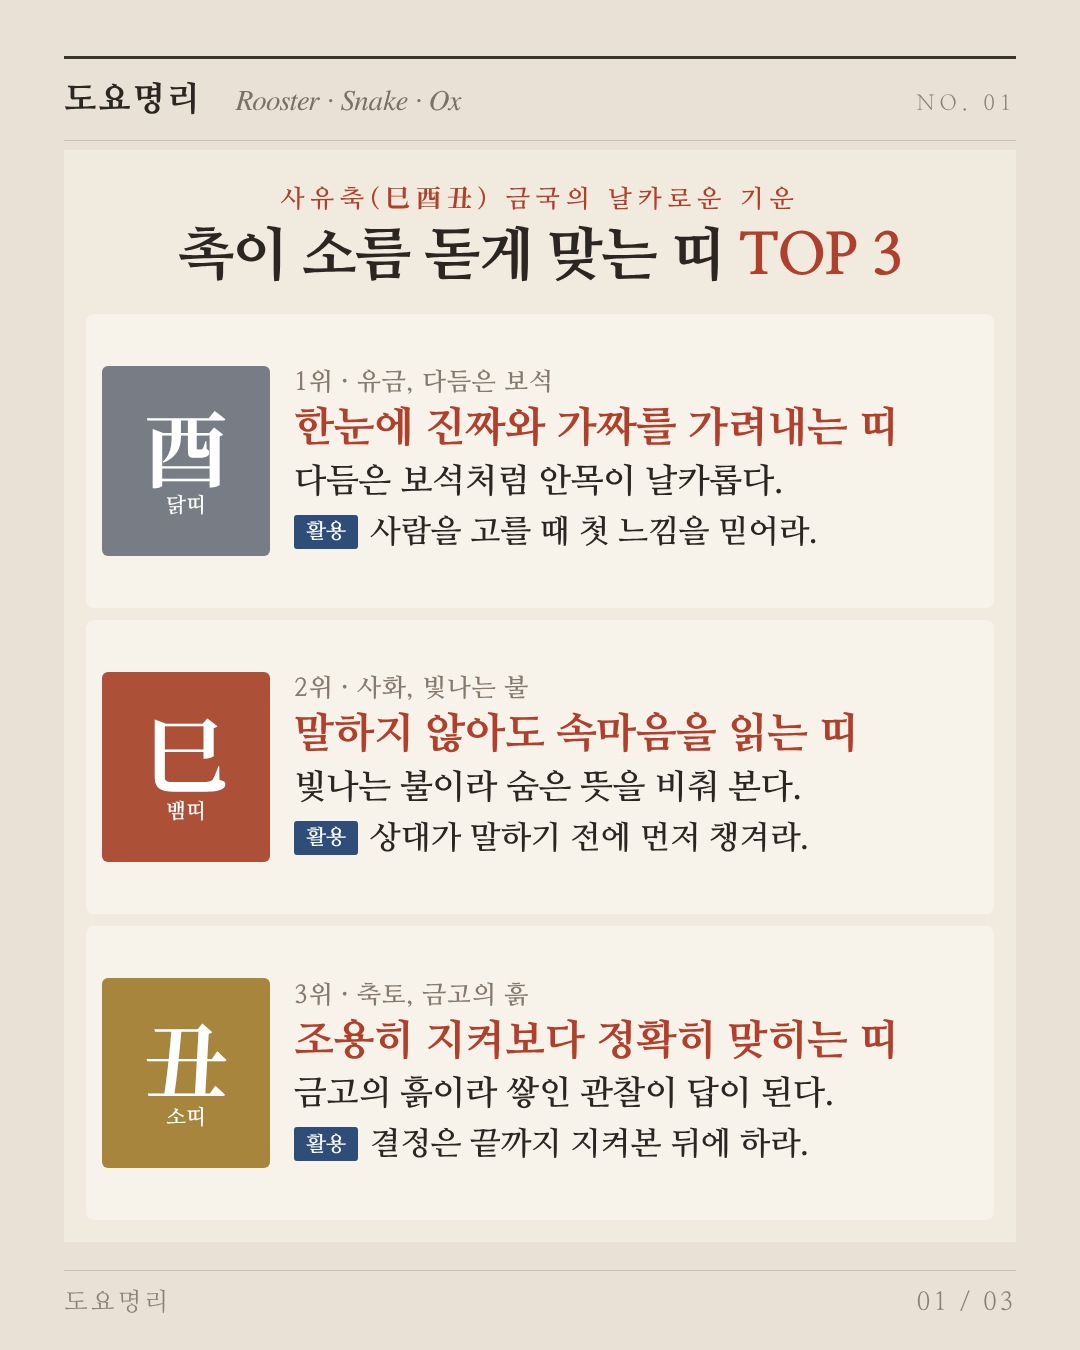 도요명리 Rooster · Snake · Ox NO. 01
사유축(巳酉丑) 금국의 날카로운 기운
촉이 소름 돋게 맞는 띠 TOP 3
酉
닭띠
1위 · 유금, 다듬은 보석
한눈에 진짜와 가짜를 가려내는 띠
다듬은 보석처럼 안목이 날카롭다.
활용 사람을 고를 때 첫 느낌을 믿어라.
巳
뱀띠
2위 · 사화, 빛나는 불
말하지 않아도 속마음을 읽는 띠
빛나는 불이라 숨은 뜻을 비춰 본다.
활용 상대가 말하기 전에 먼저 챙겨라.
丑
소띠
3위 · 축토, 금고의 흙
조용히 지켜보다 정확히 맞히는 띠
금고의 흙이라 쌓인 관찰이 답이 된다.
활용 결정은 끝까지 지켜본 뒤에 하라.
도요명리 01 / 03